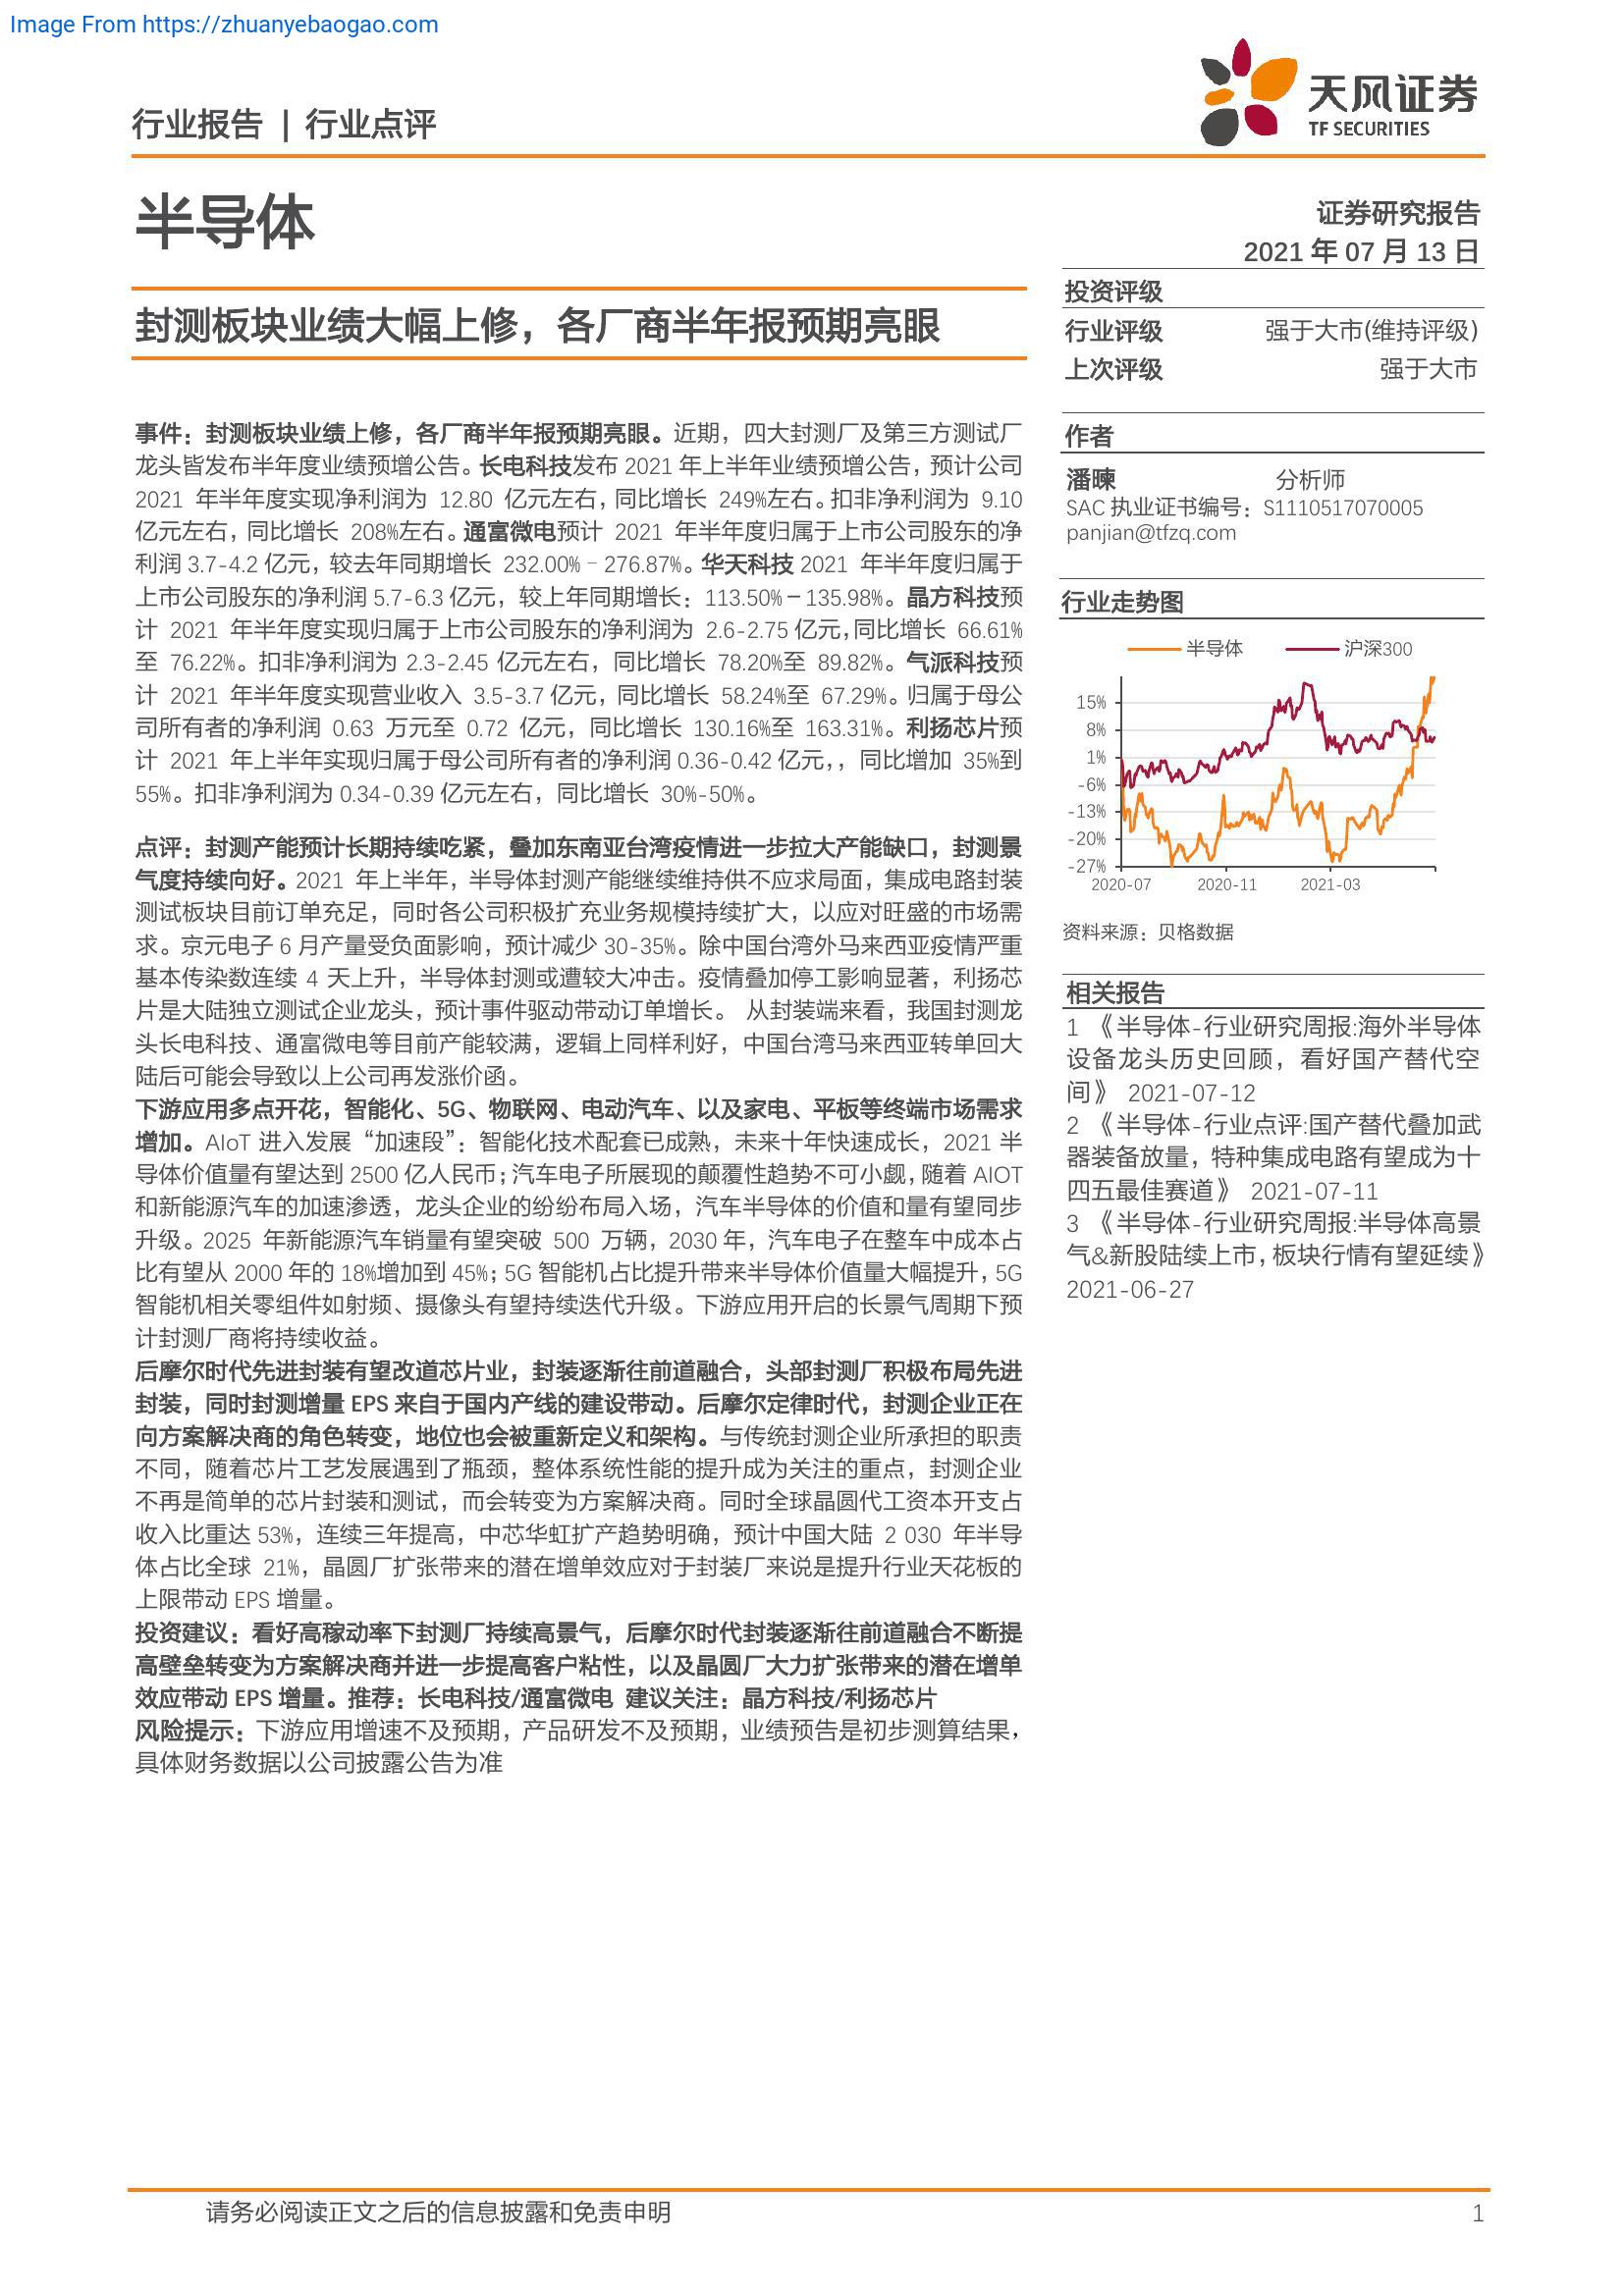 Image From https://zhuanyebaogao.com
行业报告 | 行业点评
天风证券
TF SECURITIES
半导体
证券研究报告
2021 年 07 月 13 日
封测板块业绩大幅上修，各厂商半年报预期亮眼
投资评级
行业评级 强于大市(维持评级)
上次评级 强于大市
事件：封测板块业绩上修，各厂商半年报预期亮眼。近期，四大封测厂及第三方测试厂
龙头皆发布半年度业绩预增公告。长电科技发布 2021 年上半年业绩预增公告，预计公司
2021 年半年度实现净利润为 12.80 亿元左右，同比增长 249%左右。扣非净利润为 9.10
亿元左右，同比增长 208%左右。通富微电预计 2021 年半年度归属于上市公司股东的净
利润 3.7-4.2 亿元，较去年同期增长 232.00%–276.87%。华天科技 2021 年半年度归属于
上市公司股东的净利润 5.7-6.3 亿元，较上年同期增长：113.50%－135.98%。晶方科技预
计 2021 年半年度实现归属于上市公司股东的净利润为 2.6-2.75 亿元,同比增长 66.61%
至 76.22%。扣非净利润为 2.3-2.45 亿元左右，同比增长 78.20%至 89.82%。气派科技预
计 2021 年半年度实现营业收入 3.5-3.7 亿元，同比增长 58.24%至 67.29%。归属于母公
司所有者的净利润 0.63 万元至 0.72 亿元，同比增长 130.16%至 163.31%。利扬芯片预
计 2021 年上半年实现归属于母公司所有者的净利润 0.36-0.42 亿元，，同比增加 35%到
55%。扣非净利润为 0.34-0.39 亿元左右，同比增长 30%-50%。
点评：封测产能预计长期持续吃紧，叠加东南亚台湾疫情进一步拉大产能缺口，封测景
气度持续向好。2021 年上半年，半导体封测产能继续维持供不应求局面，集成电路封装
测试板块目前订单充足，同时各公司积极扩充业务规模持续扩大，以应对旺盛的市场需
求。京元电子 6 月产量受负面影响，预计减少 30-35%。除中国台湾外马来西亚疫情严重
基本传染数连续 4 天上升，半导体封测或遭较大冲击。疫情叠加停工影响显著，利扬芯
片是大陆独立测试企业龙头，预计事件驱动带动订单增长。 从封装端来看，我国封测龙
头长电科技、通富微电等目前产能较满，逻辑上同样利好，中国台湾马来西亚转单回大
陆后可能会导致以上公司再发涨价函。
下游应用多点开花，智能化、5G、物联网、电动汽车、以及家电、平板等终端市场需求
增加。AIoT 进入发展“加速段”：智能化技术配套已成熟，未来十年快速成长，2021 半
导体价值量有望达到 2500 亿人民币；汽车电子所展现的颠覆性趋势不可小觑，随着 AIOT
和新能源汽车的加速渗透，龙头企业的纷纷布局入场，汽车半导体的价值和量有望同步
升级。2025 年新能源汽车销量有望突破 500 万辆，2030 年，汽车电子在整车中成本占
比有望从 2000 年的 18%增加到 45%；5G 智能机占比提升带来半导体价值量大幅提升，5G
智能机相关零组件如射频、摄像头有望持续迭代升级。下游应用开启的长景气周期下预
计封测厂商将持续收益。
后摩尔时代先进封装有望改道芯片业，封装逐渐往前道融合，头部封测厂积极布局先进
封装，同时封测增量 EPS 来自于国内产线的建设带动。后摩尔定律时代，封测企业正在
向方案解决商的角色转变，地位也会被重新定义和架构。与传统封测企业所承担的职责
不同，随着芯片工艺发展遇到了瓶颈，整体系统性能的提升成为关注的重点，封测企业
不再是简单的芯片封装和测试，而会转变为方案解决商。同时全球晶圆代工资本开支占
收入比重达 53%，连续三年提高，中芯华虹扩产趋势明确，预计中国大陆 2 030 年半导
体占比全球 21%，晶圆厂扩张带来的潜在增单效应对于封装厂来说是提升行业天花板的
上限带动 EPS 增量。
投资建议：看好高稼动率下封测厂持续高景气，后摩尔时代封装逐渐往前道融合不断提
高壁垒转变为方案解决商并进一步提高客户粘性，以及晶圆厂大力扩张带来的潜在增单
效应带动 EPS 增量。推荐：长电科技/通富微电 建议关注：晶方科技/利扬芯片
风险提示：下游应用增速不及预期，产品研发不及预期，业绩预告是初步测算结果，
具体财务数据以公司披露公告为准
作者
潘暕 分析师
SAC 执业证书编号：S1110517070005
panjian@tfzq.com
行业走势图
半导体 沪深300
15%
8%
1%
-6%
-13%
-20%
-27%
2020-07 2020-11 2021-03
资料来源：贝格数据
相关报告
1 《半导体-行业研究周报:海外半导体
设备龙头历史回顾，看好国产替代空
间》 2021-07-12
2 《半导体-行业点评:国产替代叠加武
器装备放量，特种集成电路有望成为十
四五最佳赛道》 2021-07-11
3 《半导体-行业研究周报:半导体高景
气&新股陆续上市，板块行情有望延续》
2021-06-27
请务必阅读正文之后的信息披露和免责申明 1